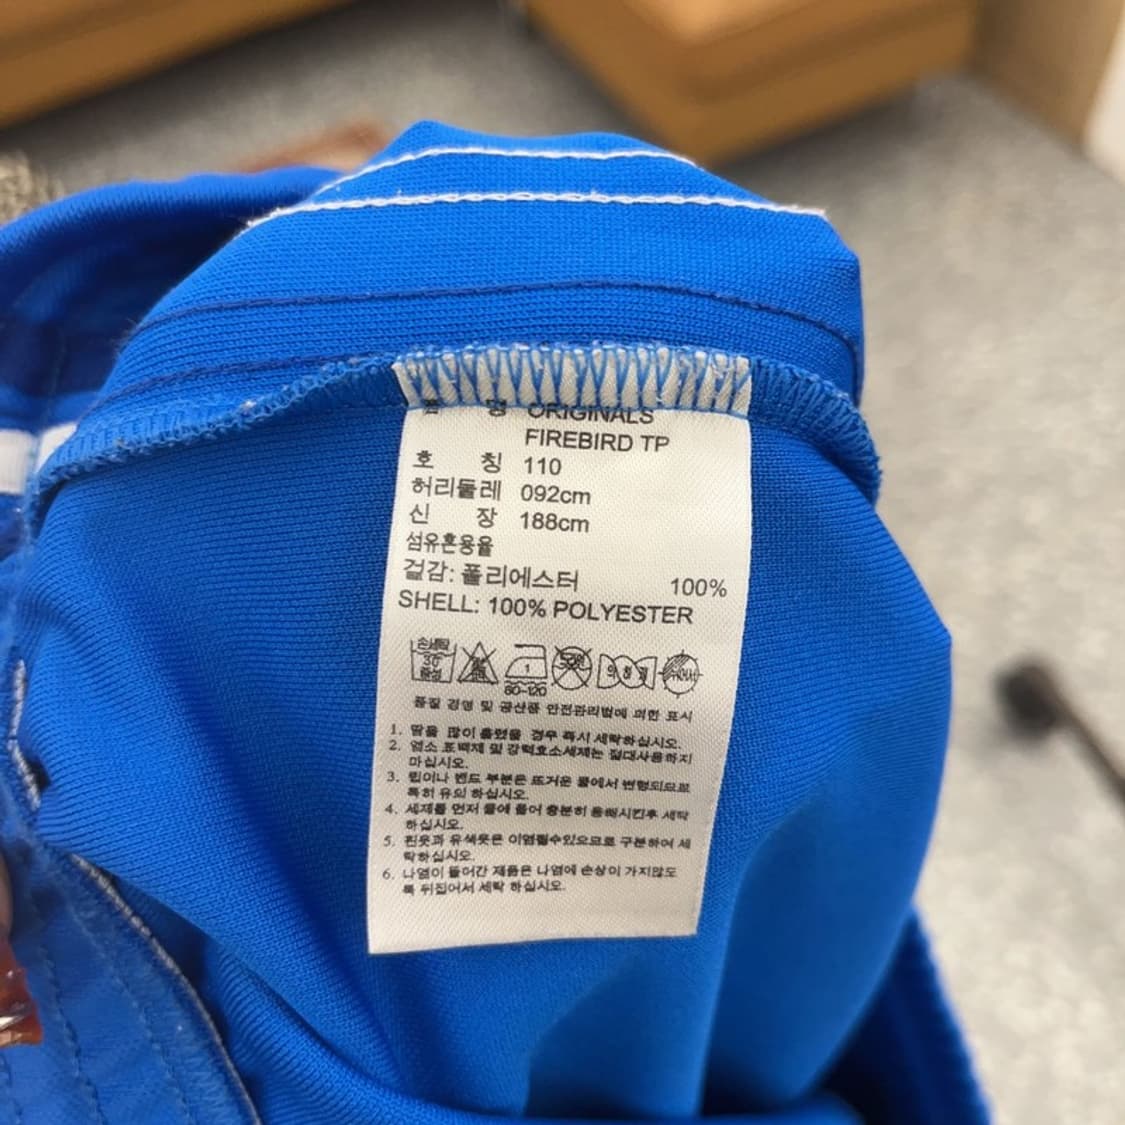 품 명 ORIGINALS
FIREBIRD TP
호 칭 110
허리둘레 092cm
신 장 188cm
섬유혼용율
겉감: 폴리에스터 100%
SHELL: 100% POLYESTER
손세탁
30
중성
1
80-120
품질 경영 및 공산품 안전관리법에 의한 표시
1. 땀을 많이 흘렸을 경우 즉시 세탁하십시오.
2. 염소 표백제 및 강력효소세제는 절대사용하지
마십시오.
3. 립이나 밴드 부분은 뜨거운 물에서 변형되므로
특히 유의 하십시오.
4. 세제를 먼저 물에 풀어 충분히 용해시킨후 세탁
하십시오.
5. 흰옷과 유색옷은 이염될수있으므로 구분하여 세
탁하십시오.
6. 나염이 들어간 제품은 나염에 손상이 가지않도
록 뒤집어서 세탁 하십시오.